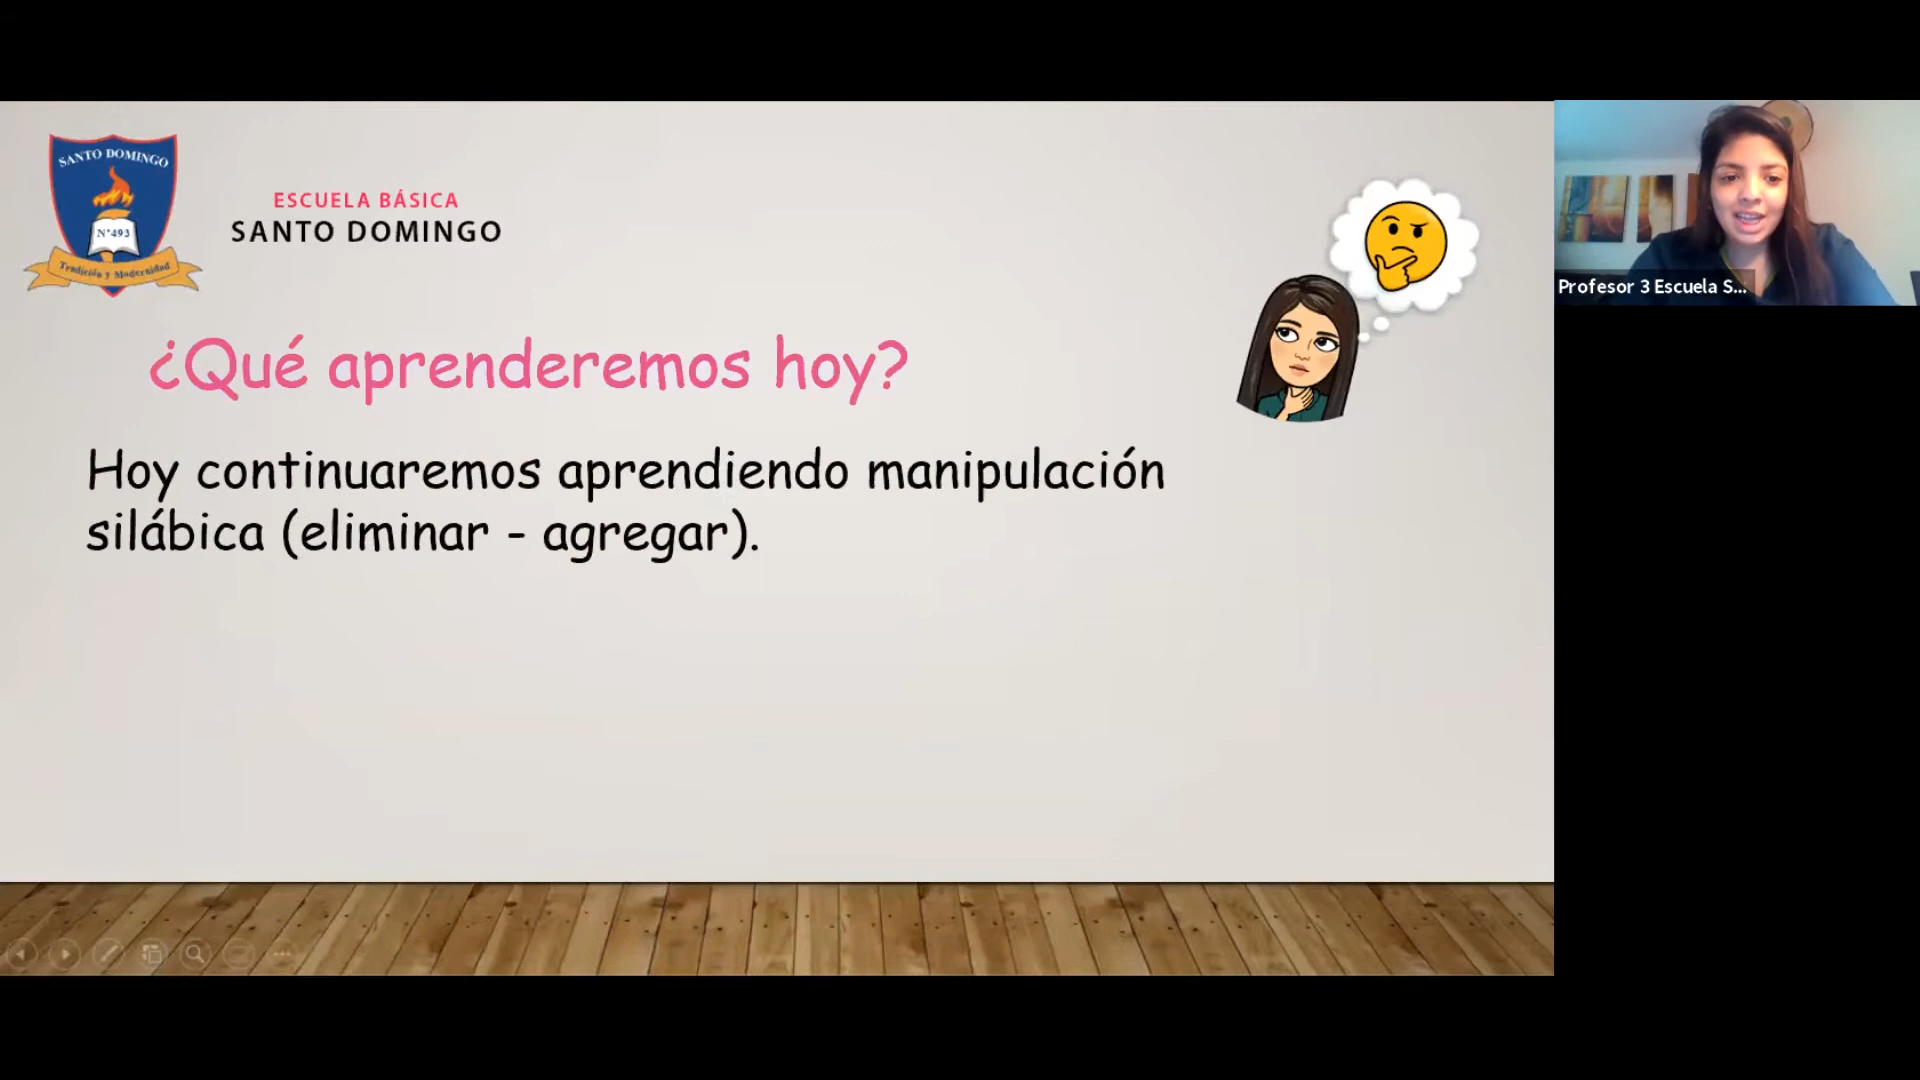 SANTO DOMINGO
N°493
Tradición y Modernidad
ESCUELA BÁSICA
SANTO DOMINGO
¿Qué aprenderemos hoy?
Hoy continuaremos aprendiendo manipulación
silábica (eliminar - agregar).
Profesor 3 Escuela S...